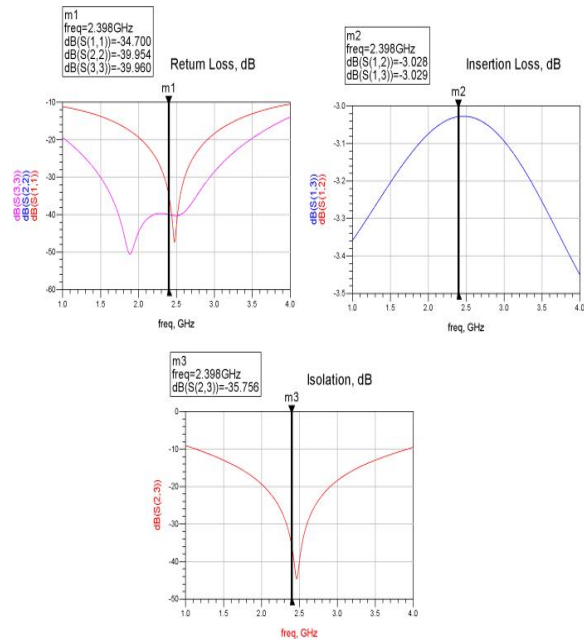 m1
freq=2.398GHz
dB(S(1,1))=-34.700
dB(S(2,2))=-39.954
dB(S(3,3))=-39.960
Return Loss, dB
m1
-10
-20
-30
-40
-50
-60
dB(S(3,3))
dB(S(2,2))
dB(S(1,1))
1.0 1.5 2.0 2.5 3.0 3.5 4.0
freq, GHz
m2
freq=2.398GHz
dB(S(1,2))=-3.028
dB(S(1,3))=-3.029
Insertion Loss, dB
m2
-3.0
-3.1
-3.2
-3.3
-3.4
-3.5
dB(S(1,3))
dB(S(1,2))
1.0 1.5 2.0 2.5 3.0 3.5 4.0
freq, GHz
m3
freq=2.398GHz
dB(S(2,3))=-35.756
Isolation, dB
m3
0
-10
-20
-30
-40
-50
dB(S(2,3))
1.0 1.5 2.0 2.5 3.0 3.5 4.0
freq, GHz